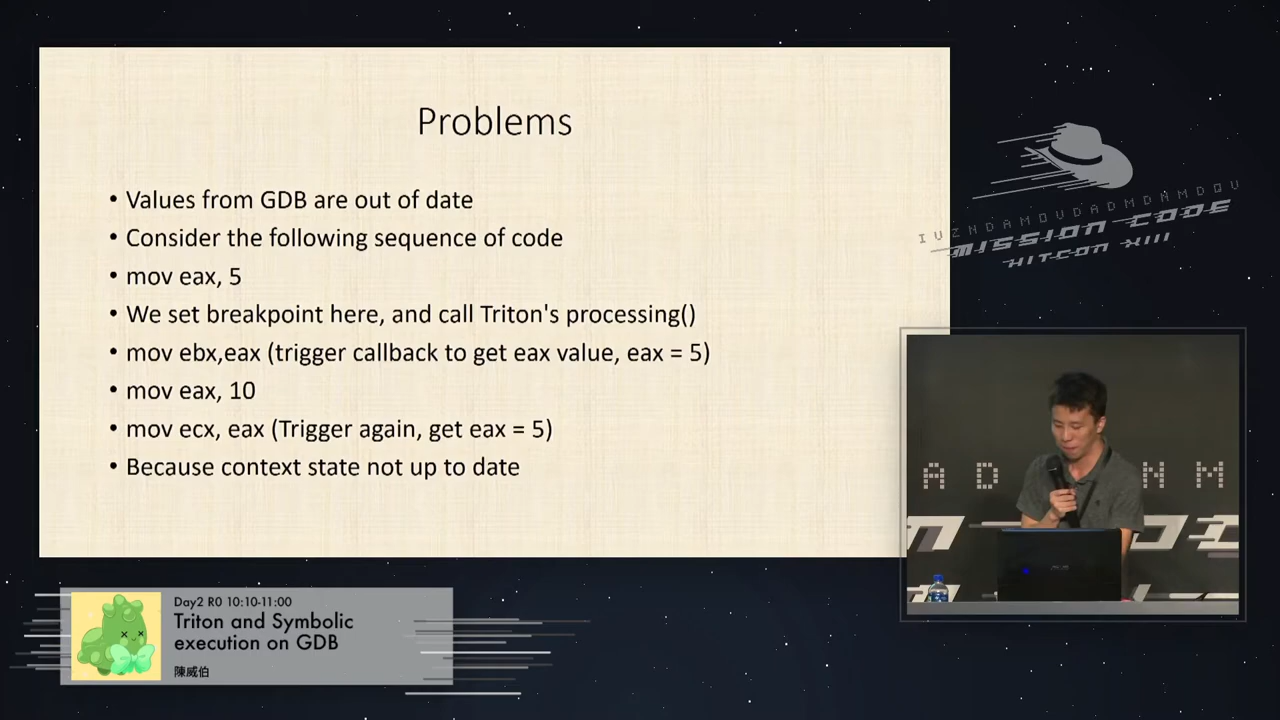 Problems
• Values from GDB are out of date
• Consider the following sequence of code
• mov eax, 5
• We set breakpoint here, and call Triton's processing()
• mov ebx,eax (trigger callback to get eax value, eax = 5)
• mov eax, 10
• mov ecx, eax (Trigger again, get eax = 5)
• Because context state not up to date
IVZNDAMOVDADMDNMDQV
MISSION CODE
HITCON XIII
A D N M
Day2 R0 10:10-11:00
Triton and Symbolic
execution on GDB
陳威伯